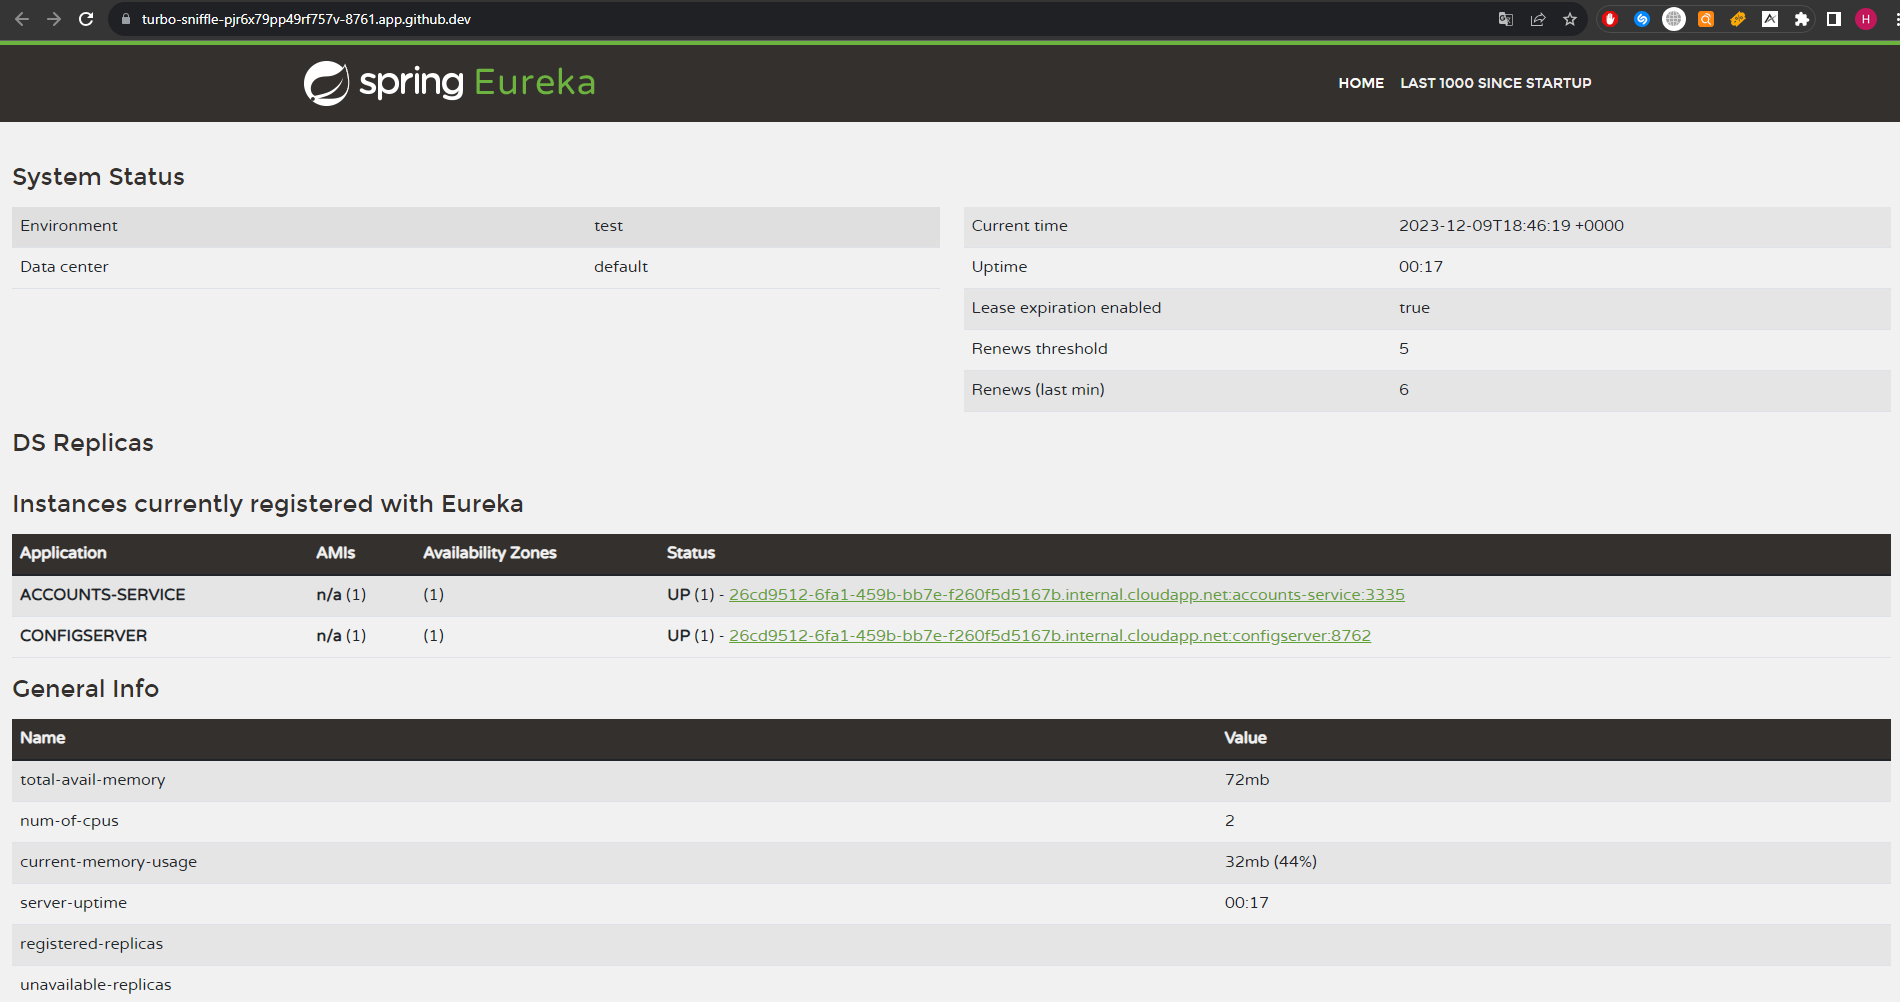 turbo-sniffle-pjr6x79pp49rf757v-8761.app.github.dev
H
spring Eureka
HOME LAST 1000 SINCE STARTUP
System Status
Environment test
Data center default
Current time 2023-12-09T18:46:19 +0000
Uptime 00:17
Lease expiration enabled true
Renews threshold 5
Renews (last min) 6
DS Replicas
Instances currently registered with Eureka
Application AMIs Availability Zones Status
ACCOUNTS-SERVICE n/a (1) (1) UP (1) - 26cd9512-6fa1-459b-bb7e-f260f5d5167b.internal.cloudapp.net:accounts-service:3335
CONFIGSERVER n/a (1) (1) UP (1) - 26cd9512-6fa1-459b-bb7e-f260f5d5167b.internal.cloudapp.net:configserver:8762
General Info
Name Value
total-avail-memory 72mb
num-of-cpus 2
current-memory-usage 32mb (44%)
server-uptime 00:17
registered-replicas
unavailable-replicas